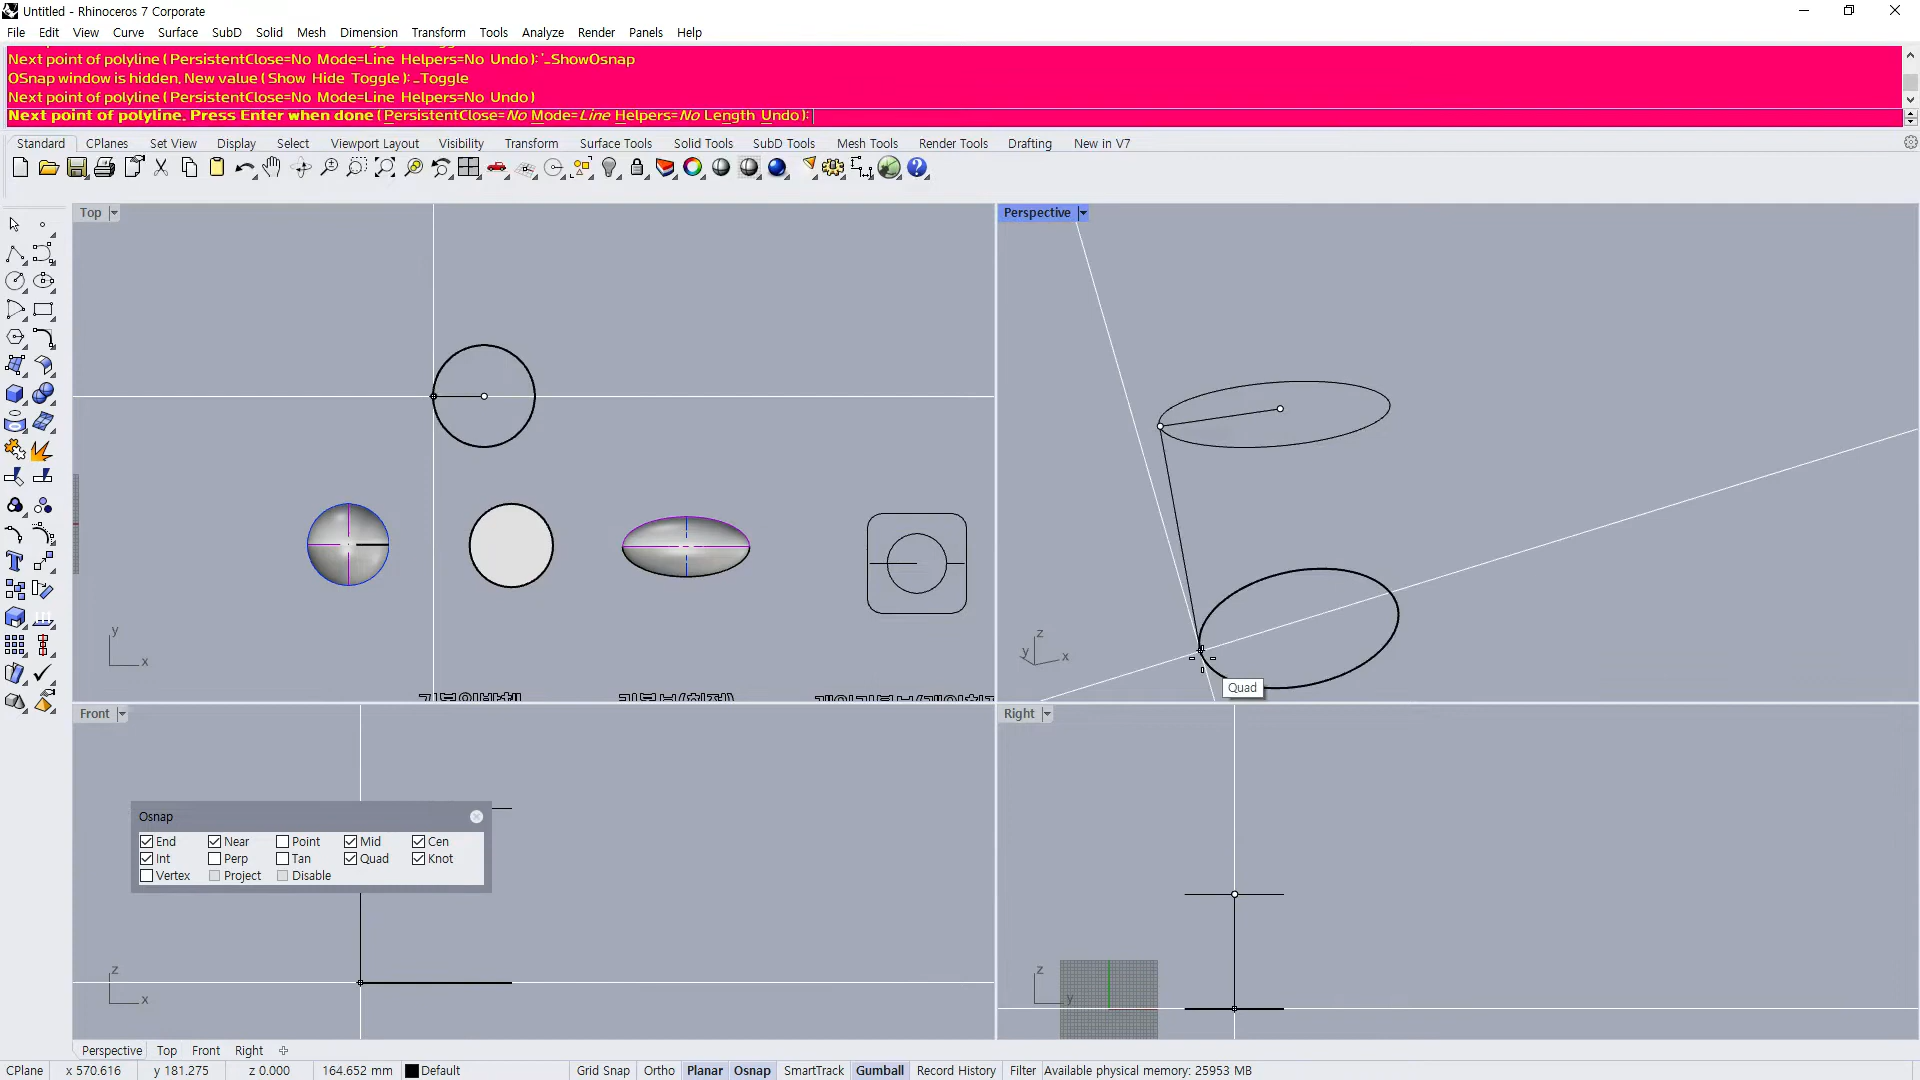 Untitled - Rhinoceros 7 Corporate
File Edit View Curve Surface SubD Solid Mesh Dimension Transform Tools Analyze Render Panels Help
Next point of polyline ( PersistentClose=No Mode=Line Helpers=No Undo ): '_ShowOsnap
OSnap window is hidden, New value ( Show Hide Toggle ): _Toggle
Next point of polyline ( PersistentClose=No Mode=Line Helpers=No Undo )
Next point of polyline. Press Enter when done ( PersistentClose=No Mode=Line Helpers=No Length Undo ):
Standard CPlanes Set View Display Select Viewport Layout Visibility Transform Surface Tools Solid Tools SubD Tools Mesh Tools Render Tools Drafting New in V7
Top
Perspective
y
x
z
y
x
Quad
Front
Right
Osnap
End Near Point Mid Cen
Int Perp Tan Quad Knot
Vertex Project Disable
z
x
z
y
Perspective Top Front Right
CPlane x 570.616 y 181.275 z 0.000 164.652 mm Default Grid Snap Ortho Planar Osnap SmartTrack Gumball Record History Filter Available physical memory: 25953 MB